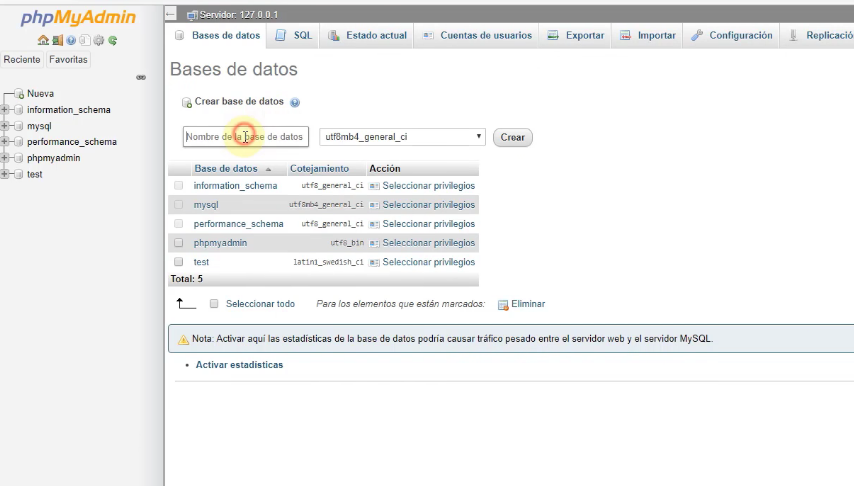 phpMyAdmin
Reciente Favoritas
Nueva
information_schema
mysql
performance_schema
phpmyadmin
test
Servidor: 127.0.0.1
Bases de datos SQL Estado actual Cuentas de usuarios Exportar Importar Configuración Replicació
Bases de datos
Crear base de datos
Nombre de la base de datos utf8mb4_general_ci Crear
Base de datos Cotejamiento Acción
information_schema utf8_general_ci Seleccionar privilegios
mysql utf8mb4_general_ci Seleccionar privilegios
performance_schema utf8_general_ci Seleccionar privilegios
phpmyadmin utf8_bin Seleccionar privilegios
test latin1_swedish_ci Seleccionar privilegios
Total: 5
Seleccionar todo Para los elementos que están marcados: Eliminar
Nota: Activar aquí las estadísticas de la base de datos podría causar tráfico pesado entre el servidor web y el servidor MySQL.
• Activar estadísticas